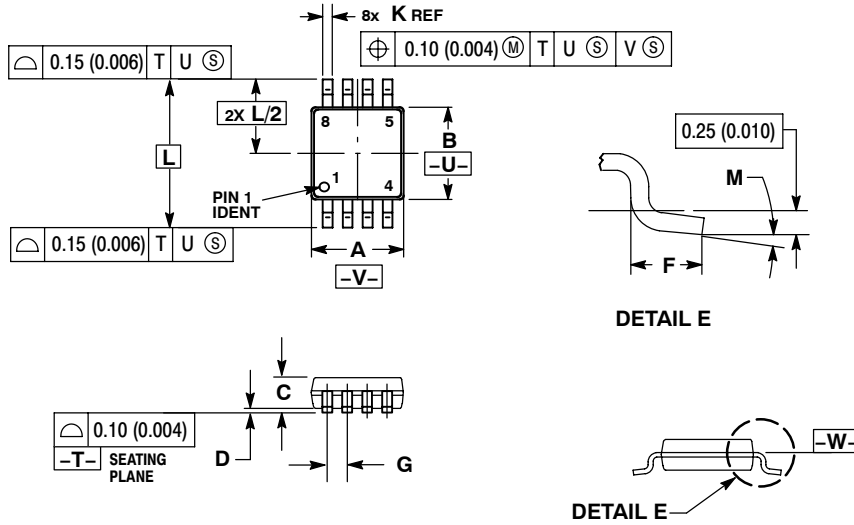 8x K REF
⌖ 0.10 (0.004) Ⓜ T U Ⓢ V Ⓢ
⌓ 0.15 (0.006) T U Ⓢ
2X L/2
8 5
B
–U–
L
1
4
PIN 1
IDENT
⌓ 0.15 (0.006) T U Ⓢ
A
–V–
0.25 (0.010)
M
F
DETAIL E
C
⌓ 0.10 (0.004)
–T– SEATING
PLANE
D
G
–W–
DETAIL E